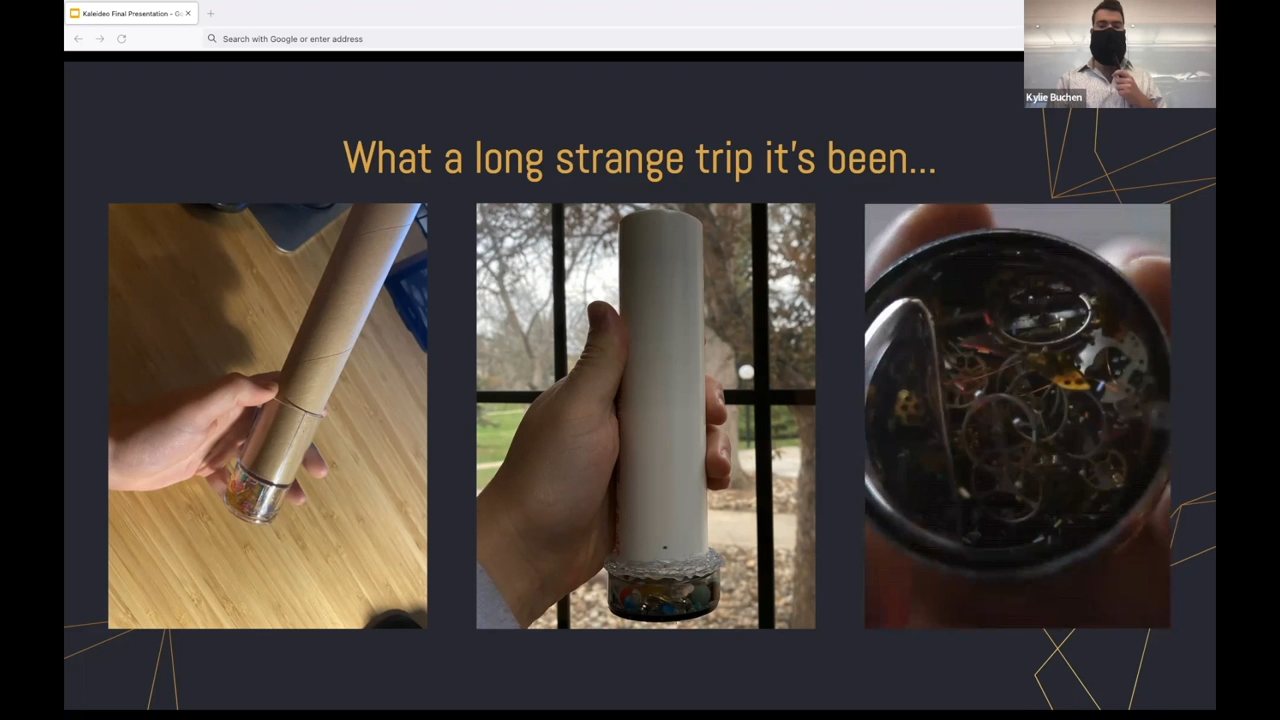 Kaleideo Final Presentation - G
Search with Google or enter address
Kylie Buchen
What a long strange trip it's been...